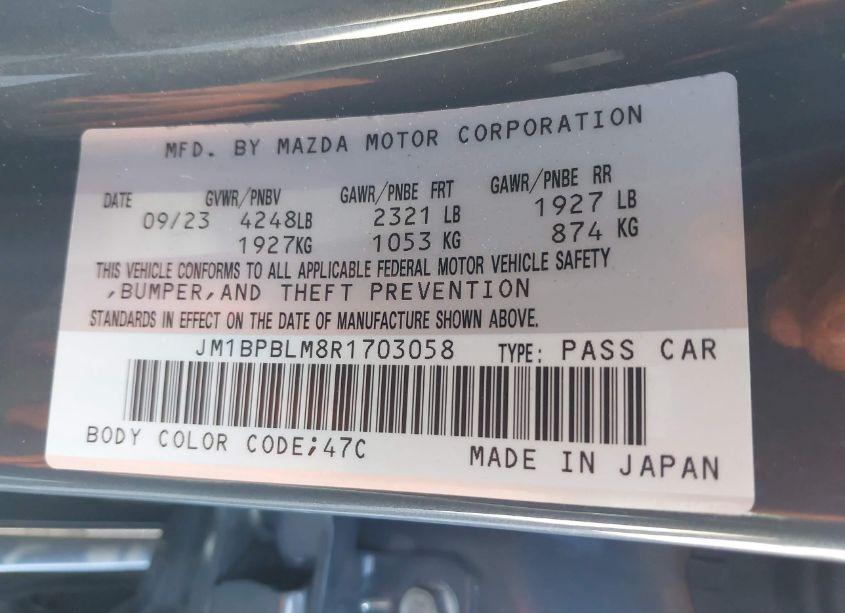 MFD. BY MAZDA MOTOR CORPORATION
DATE GVWR/PNBV GAWR/PNBE FRT GAWR/PNBE RR
09/23 4248LB 2321 LB 1927 LB
1927KG 1053 KG 874 KG
THIS VEHICLE CONFORMS TO ALL APPLICABLE FEDERAL MOTOR VEHICLE SAFETY
,BUMPER,AND THEFT PREVENTION
STANDARDS IN EFFECT ON THE DATE OF MANUFACTURE SHOWN ABOVE.
JM1BPBLM8R1703058 TYPE: PASS CAR
BODY COLOR CODE;47C MADE IN JAPAN